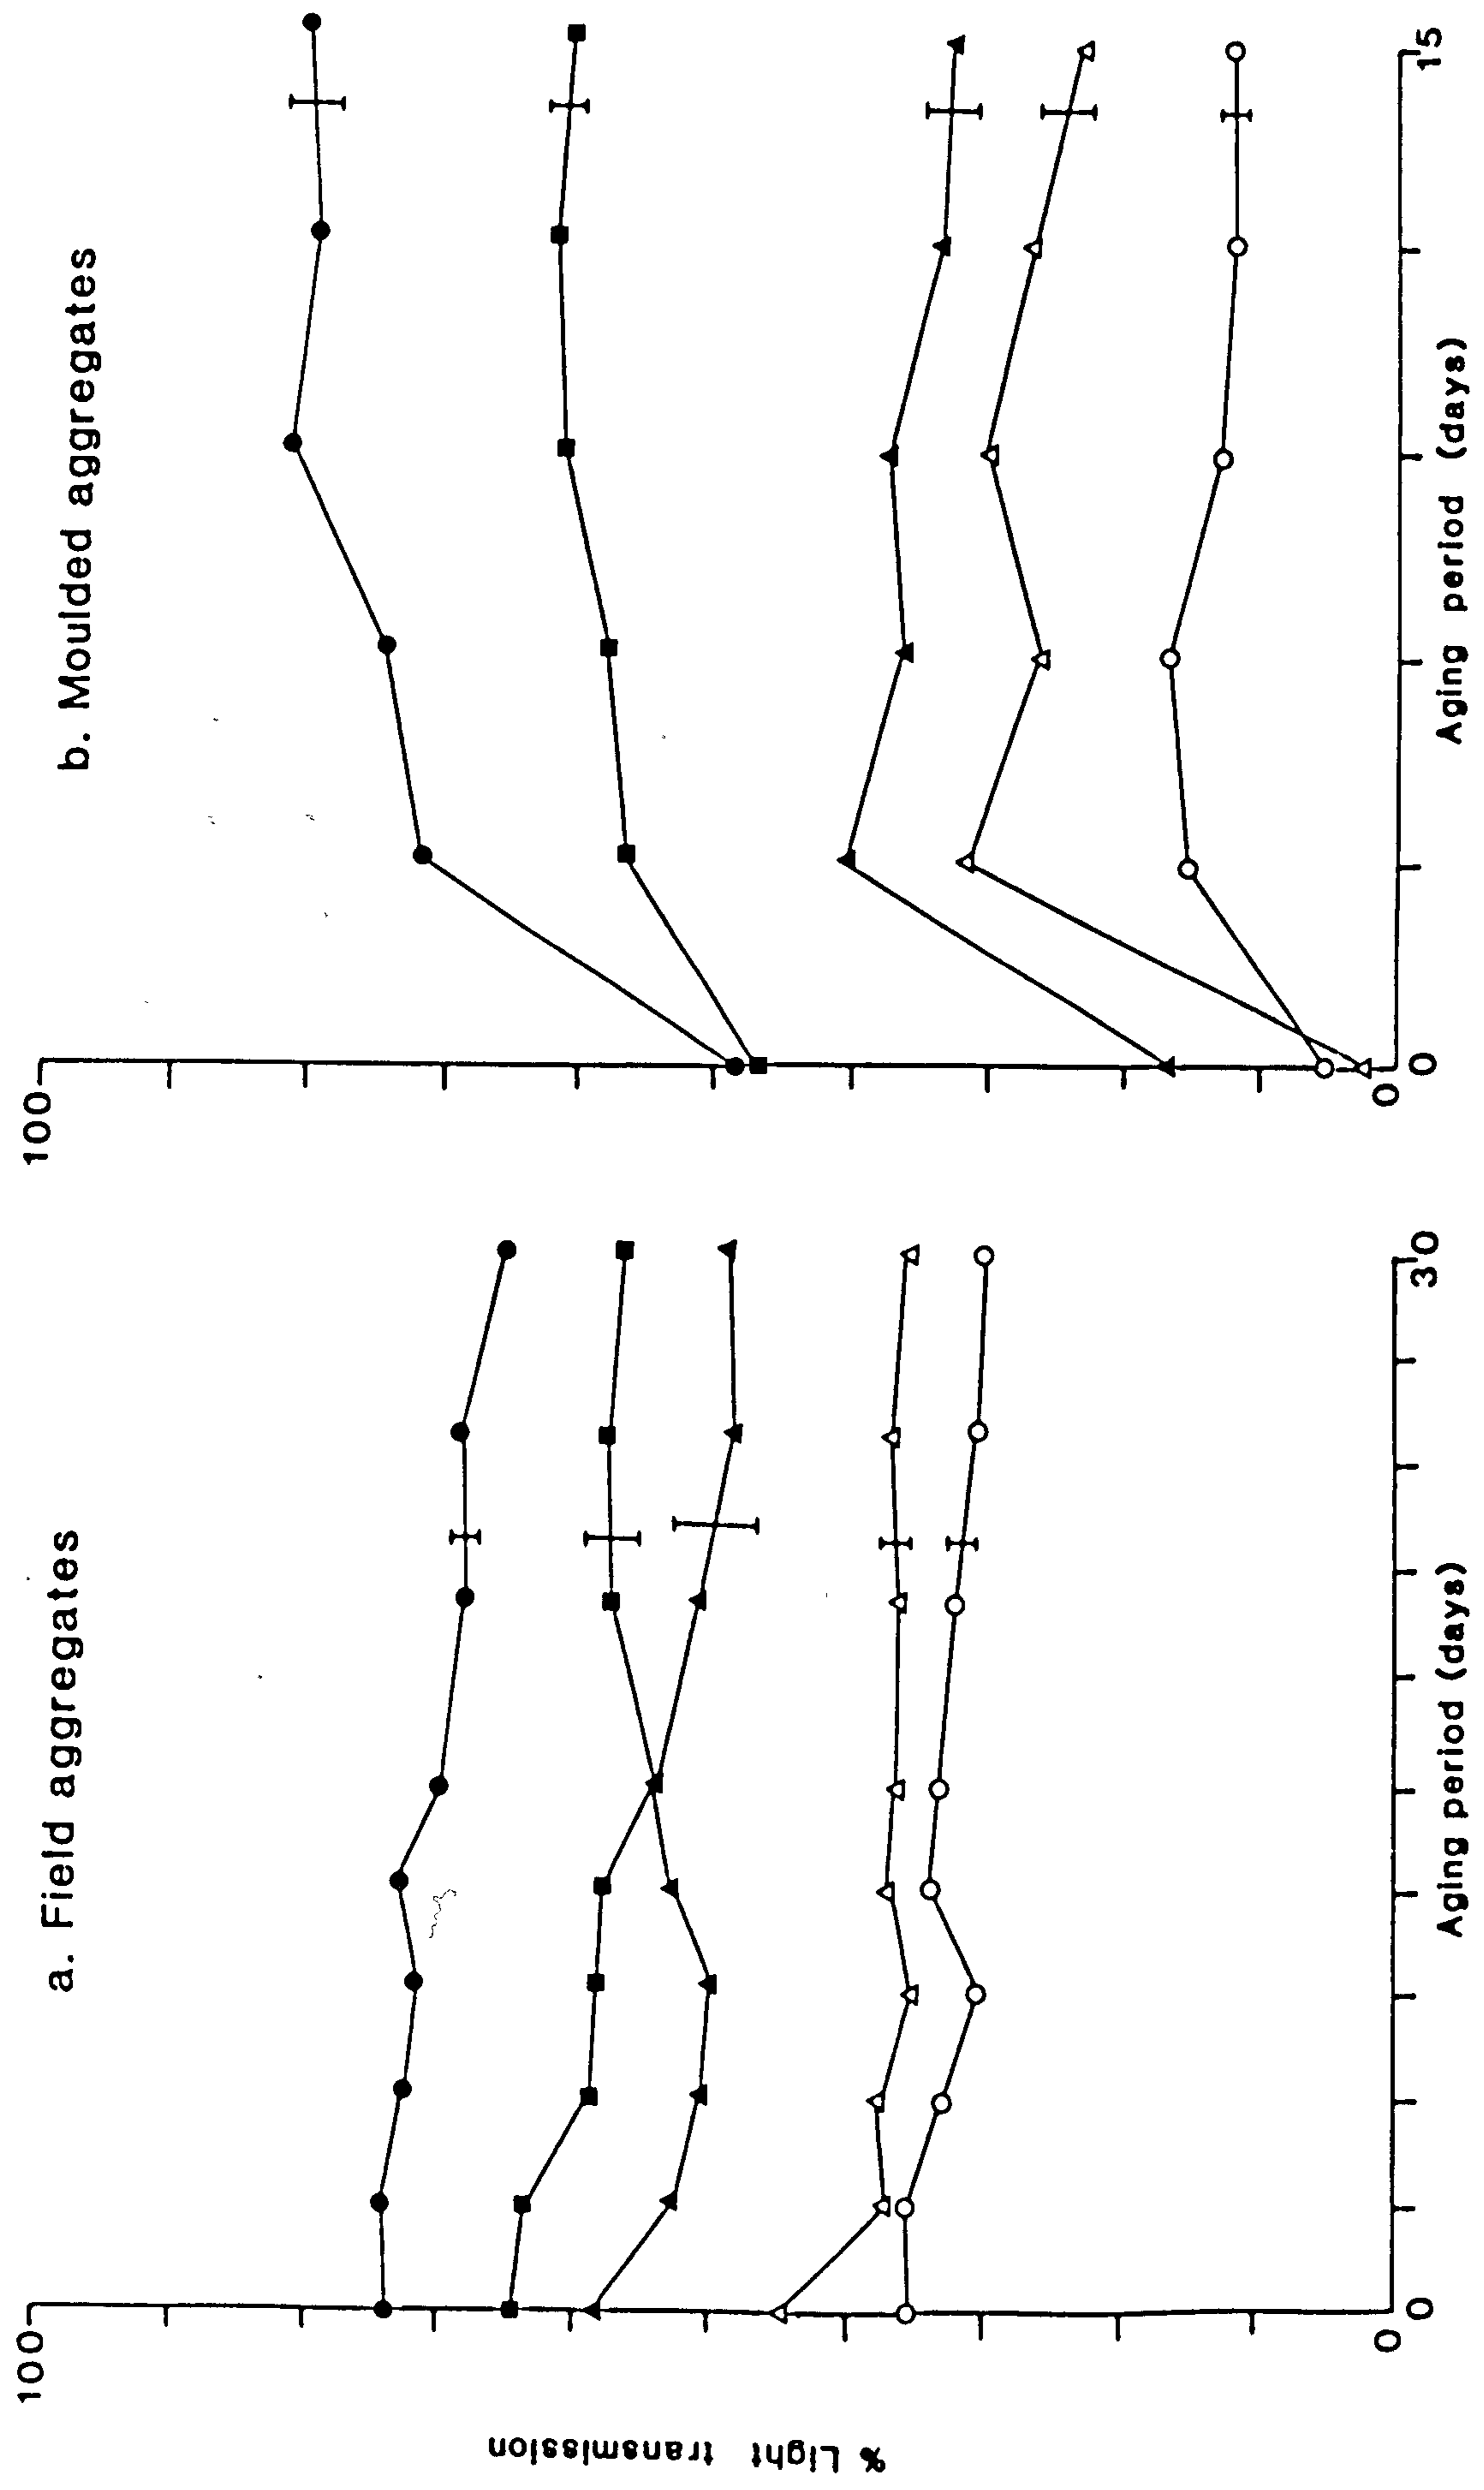 a. Field aggregates
100
% Light transmission
0
0
30
Aging period (days)
b. Moulded aggregates
100
0
0
15
Aging period (days)